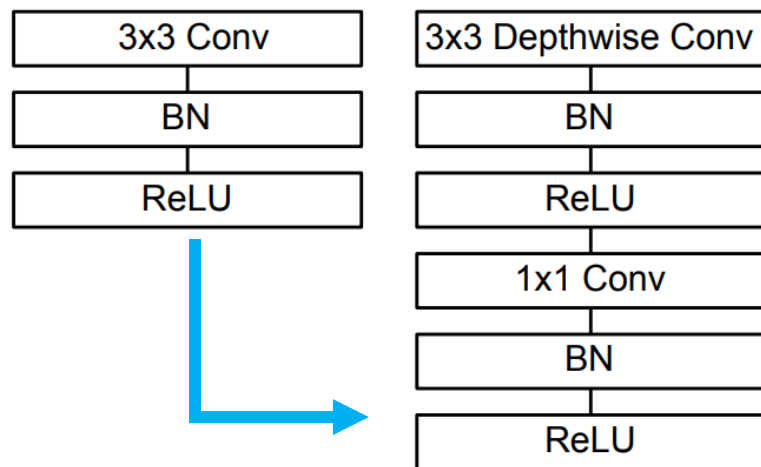 3x3 Conv
BN
ReLU
3x3 Depthwise Conv
BN
ReLU
1x1 Conv
BN
ReLU